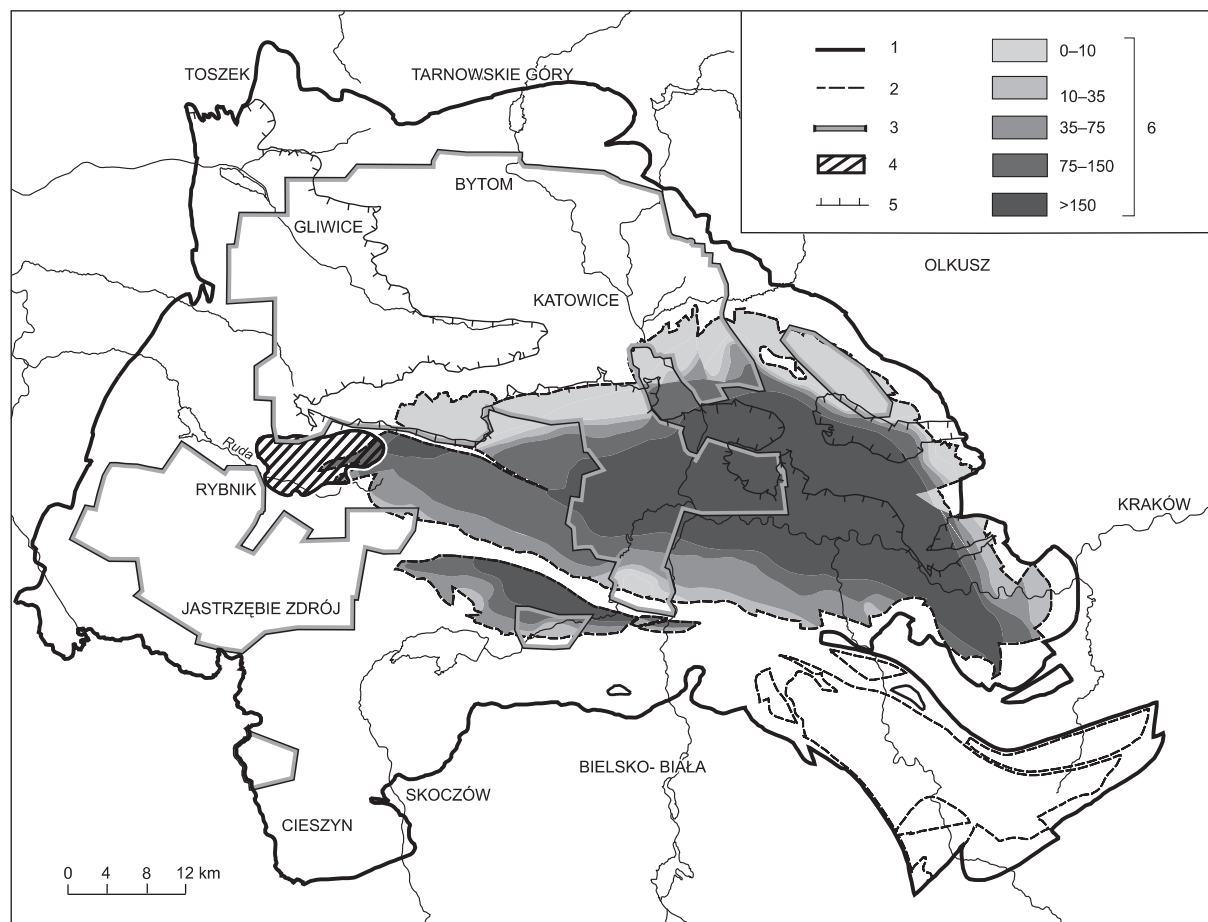 TOSZEK
TARNOWSKIE GÓRY
BYTOM
GLIWICE
KATOWICE
OLKUSZ
KRAKÓW
Ruda
RYBNIK
JASTRZĘBIE ZDRÓJ
BIELSKO- BIAŁA
SKOCZÓW
CIESZYN
0 4 8 12 km
1
2
3
4
5
0–10
10–35
35–75
75–150
>150
6